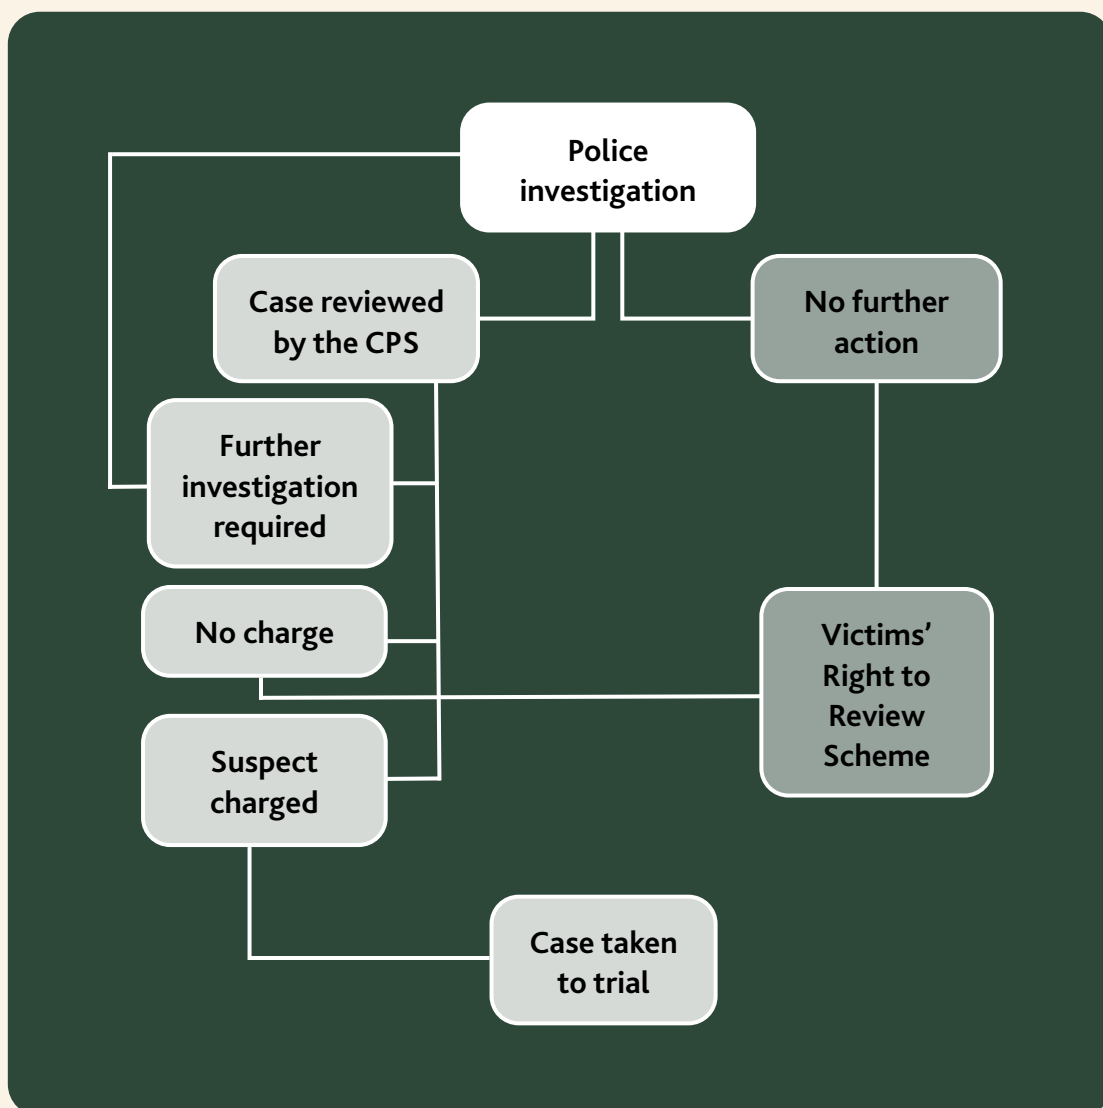 Police
investigation
Case reviewed
by the CPS
No further
action
Further
investigation
required
No charge
Victims’
Right to
Review
Scheme
Suspect
charged
Case taken
to trial